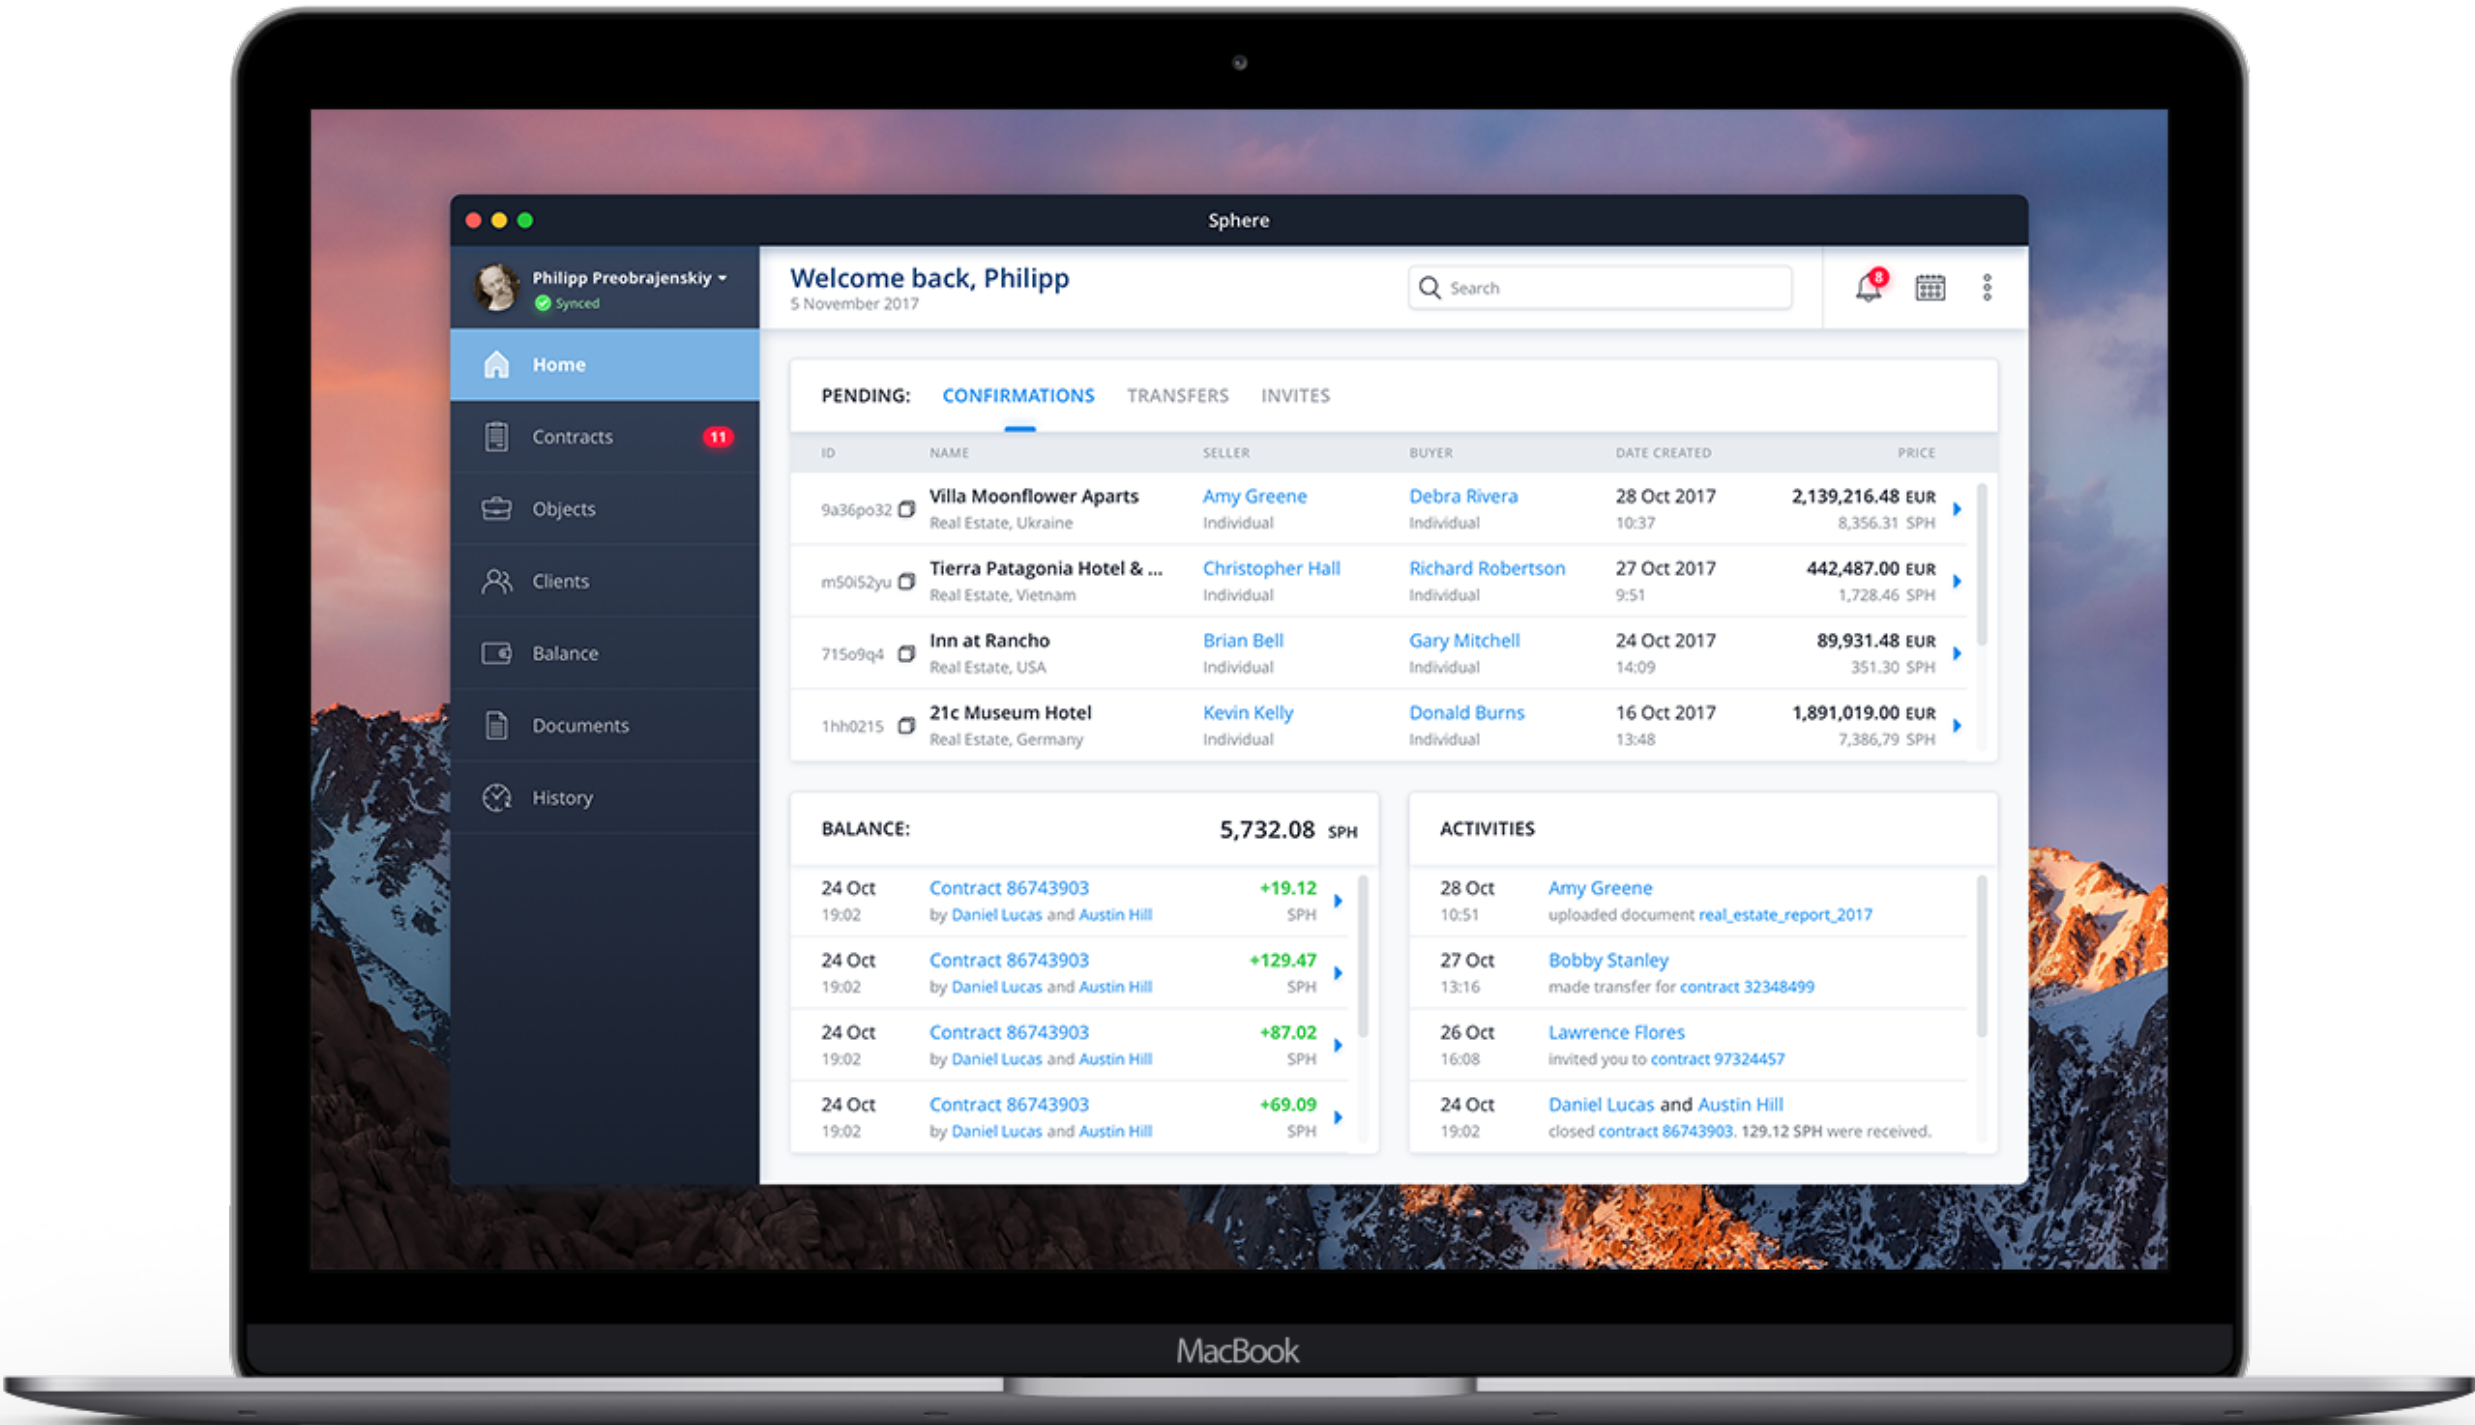 Sphere
Philipp Preobrajenskiy
Synced
Home
Contracts 11
Objects
Clients
Balance
Documents
History
Welcome back, Philipp
5 November 2017
Search
8
PENDING: CONFIRMATIONS TRANSFERS INVITES
ID NAME SELLER BUYER DATE CREATED PRICE
9a36po32 Villa Moonflower Aparts Amy Greene Debra Rivera 28 Oct 2017 2,139,216.48 EUR
Real Estate, Ukraine Individual Individual 10:37 8,356.31 SPH
m50i52yu Tierra Patagonia Hotel & ... Christopher Hall Richard Robertson 27 Oct 2017 442,487.00 EUR
Real Estate, Vietnam Individual Individual 9:51 1,728.46 SPH
715o9q4 Inn at Rancho Brian Bell Gary Mitchell 24 Oct 2017 89,931.48 EUR
Real Estate, USA Individual Individual 14:09 351.30 SPH
1hh0215 21c Museum Hotel Kevin Kelly Donald Burns 16 Oct 2017 1,891,019.00 EUR
Real Estate, Germany Individual Individual 13:48 7,386,79 SPH
BALANCE: 5,732.08 SPH
24 Oct Contract 86743903 +19.12
19:02 by Daniel Lucas and Austin Hill SPH
24 Oct Contract 86743903 +129.47
19:02 by Daniel Lucas and Austin Hill SPH
24 Oct Contract 86743903 +87.02
19:02 by Daniel Lucas and Austin Hill SPH
24 Oct Contract 86743903 +69.09
19:02 by Daniel Lucas and Austin Hill SPH
ACTIVITIES
28 Oct Amy Greene
10:51 uploaded document real_estate_report_2017
27 Oct Bobby Stanley
13:16 made transfer for contract 32348499
26 Oct Lawrence Flores
16:08 invited you to contract 97324457
24 Oct Daniel Lucas and Austin Hill
19:02 closed contract 86743903. 129.12 SPH were received.
MacBook